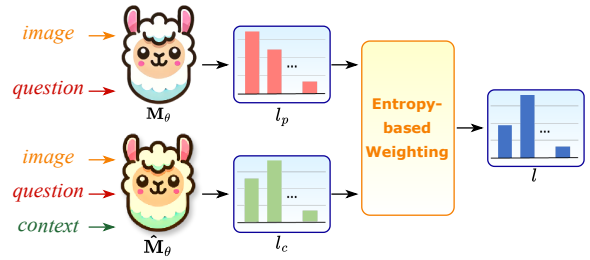 image
question
M_θ
...
l_p
Entropy-
based
Weighting
...
l
image
question
context
M̂_θ
...
l_c